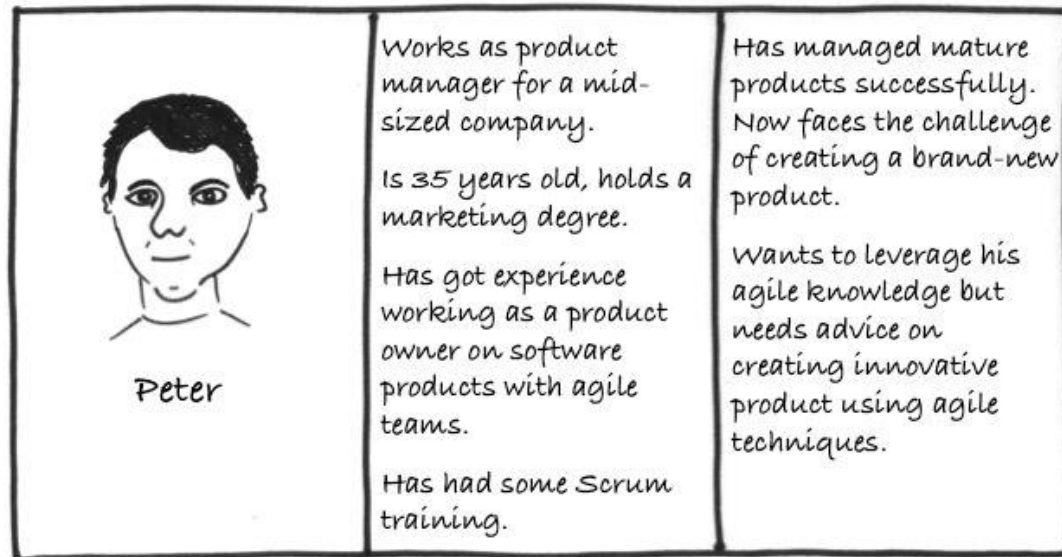 Peter
Works as product
manager for a mid-
sized company.
Is 35 years old, holds a
marketing degree.
Has got experience
working as a product
owner on software
products with agile
teams.
Has had some Scrum
training.
Has managed mature
products successfully.
Now faces the challenge
of creating a brand-new
product.
Wants to leverage his
agile knowledge but
needs advice on
creating innovative
product using agile
techniques.